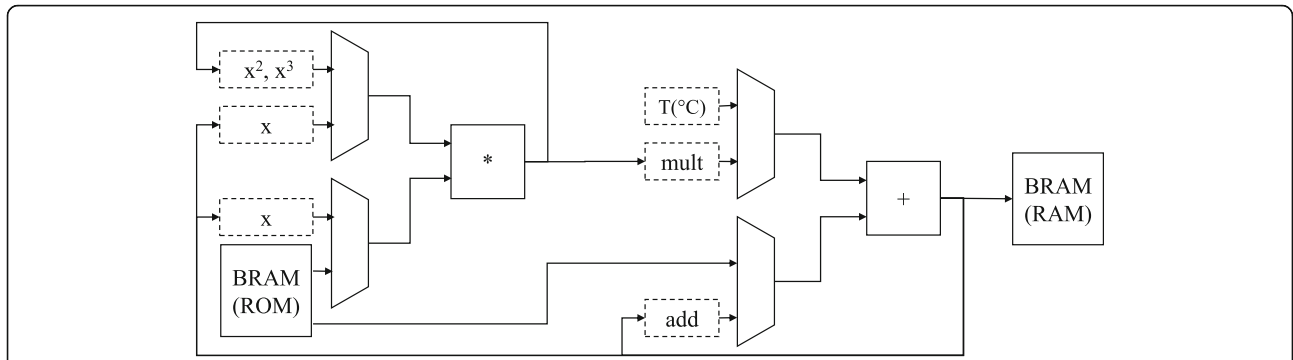 x², x³
x
x
BRAM
(ROM)
*
T(°C)
mult
add
+
BRAM
(RAM)